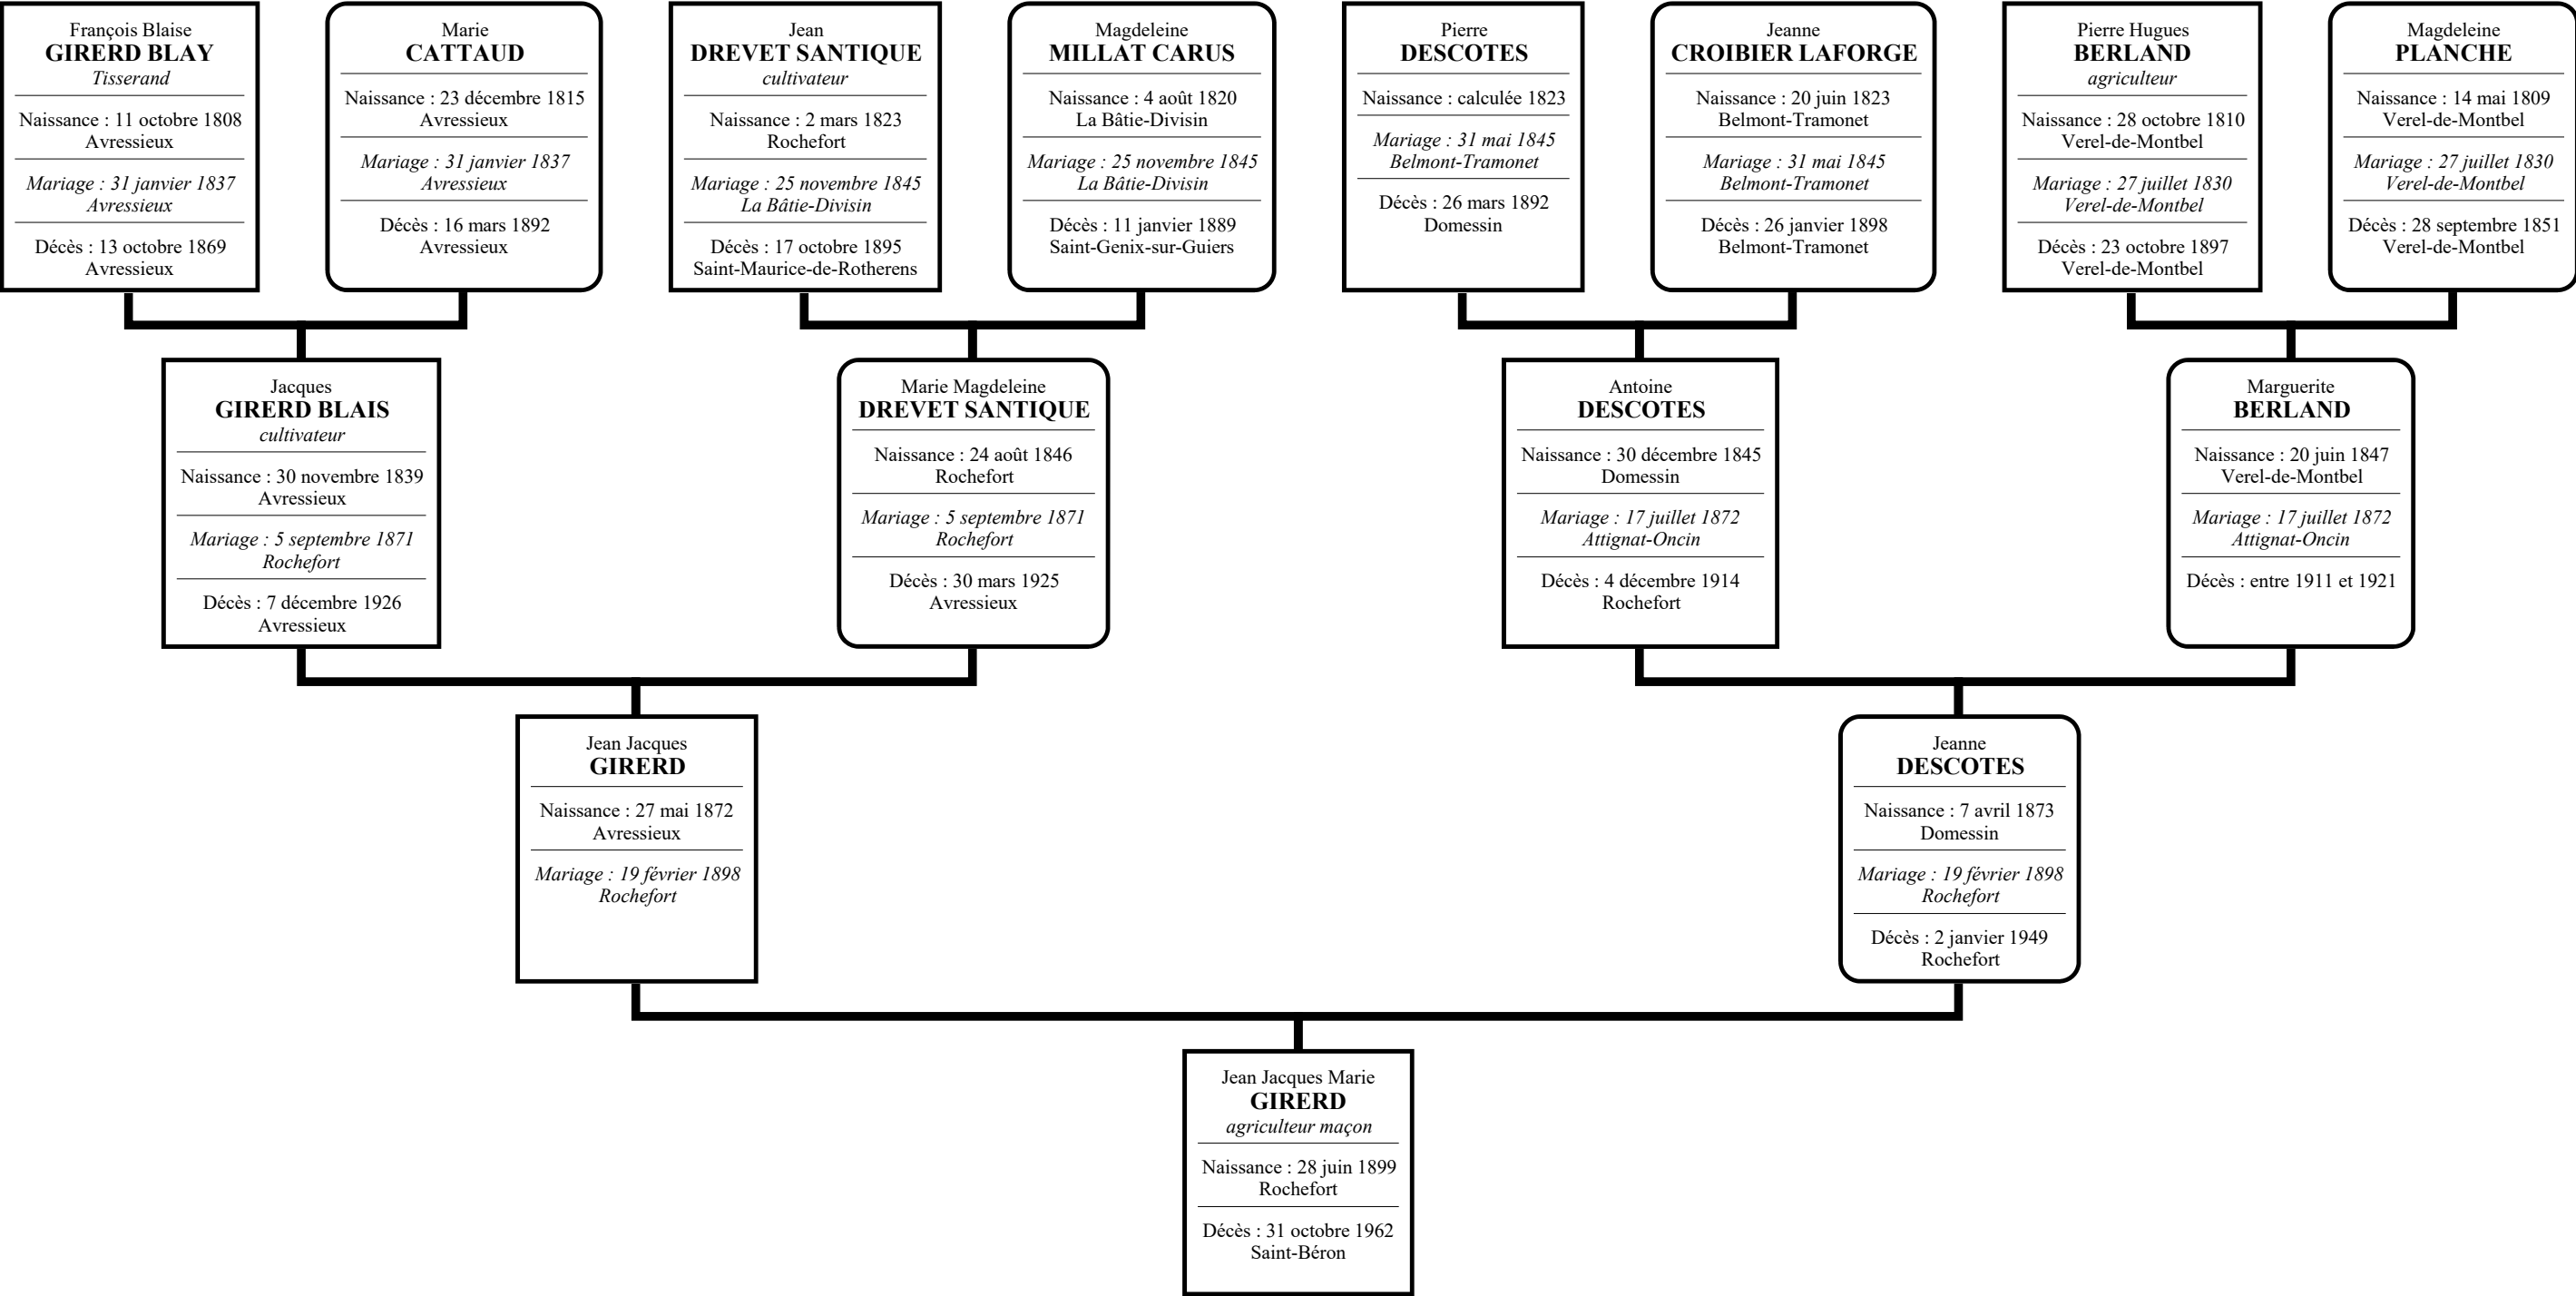 François Blaise
GIRERD BLAY
Tisserand
Naissance : 11 octobre 1808
Avressieux
Mariage : 31 janvier 1837
Avressieux
Décès : 13 octobre 1869
Avressieux
Marie
CATTAUD
Naissance : 23 décembre 1815
Avressieux
Mariage : 31 janvier 1837
Avressieux
Décès : 16 mars 1892
Avressieux
Jean
DREVET SANTIQUE
cultivateur
Naissance : 2 mars 1823
Rochefort
Mariage : 25 novembre 1845
La Bâtie-Divisin
Décès : 17 octobre 1895
Saint-Maurice-de-Rotherens
Magdeleine
MILLAT CARUS
Naissance : 4 août 1820
La Bâtie-Divisin
Mariage : 25 novembre 1845
La Bâtie-Divisin
Décès : 11 janvier 1889
Saint-Genix-sur-Guiers
Pierre
DESCOTES
Naissance : calculée 1823
Mariage : 31 mai 1845
Belmont-Tramonet
Décès : 26 mars 1892
Domessin
Jeanne
CROIBIER LAFORGE
Naissance : 20 juin 1823
Belmont-Tramonet
Mariage : 31 mai 1845
Belmont-Tramonet
Décès : 26 janvier 1898
Belmont-Tramonet
Pierre Hugues
BERLAND
agriculteur
Naissance : 28 octobre 1810
Verel-de-Montbel
Mariage : 27 juillet 1830
Verel-de-Montbel
Décès : 23 octobre 1897
Verel-de-Montbel
Magdeleine
PLANCHE
Naissance : 14 mai 1809
Verel-de-Montbel
Mariage : 27 juillet 1830
Verel-de-Montbel
Décès : 28 septembre 1851
Verel-de-Montbel
Jacques
GIRERD BLAIS
cultivateur
Naissance : 30 novembre 1839
Avressieux
Mariage : 5 septembre 1871
Rochefort
Décès : 7 décembre 1926
Avressieux
Marie Magdeleine
DREVET SANTIQUE
Naissance : 24 août 1846
Rochefort
Mariage : 5 septembre 1871
Rochefort
Décès : 30 mars 1925
Avressieux
Antoine
DESCOTES
Naissance : 30 décembre 1845
Domessin
Mariage : 17 juillet 1872
Attignat-Oncin
Décès : 4 décembre 1914
Rochefort
Marguerite
BERLAND
Naissance : 20 juin 1847
Verel-de-Montbel
Mariage : 17 juillet 1872
Attignat-Oncin
Décès : entre 1911 et 1921
Jean Jacques
GIRERD
Naissance : 27 mai 1872
Avressieux
Mariage : 19 février 1898
Rochefort
Jeanne
DESCOTES
Naissance : 7 avril 1873
Domessin
Mariage : 19 février 1898
Rochefort
Décès : 2 janvier 1949
Rochefort
Jean Jacques Marie
GIRERD
agriculteur maçon
Naissance : 28 juin 1899
Rochefort
Décès : 31 octobre 1962
Saint-Béron